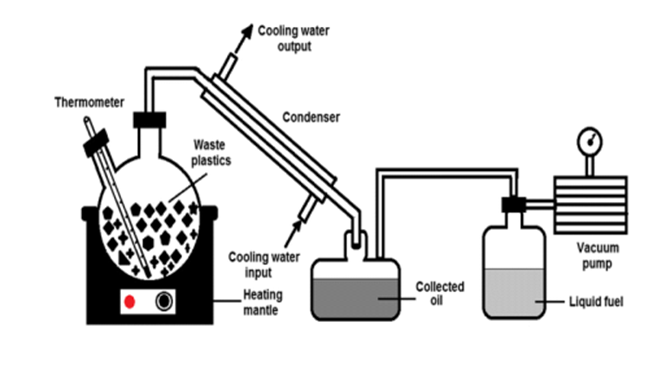 Cooling water
output
Thermometer
Condenser
Waste
plastics
Cooling water
input
Heating
mantle
Collected
oil
Vacuum
pump
Liquid fuel